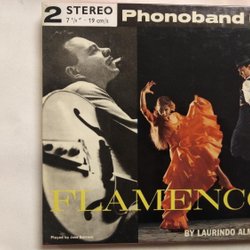 2 STEREO
7 ½" - 19 cm/s
Phonoband
FLAMENCO
BY LAURINDO AL